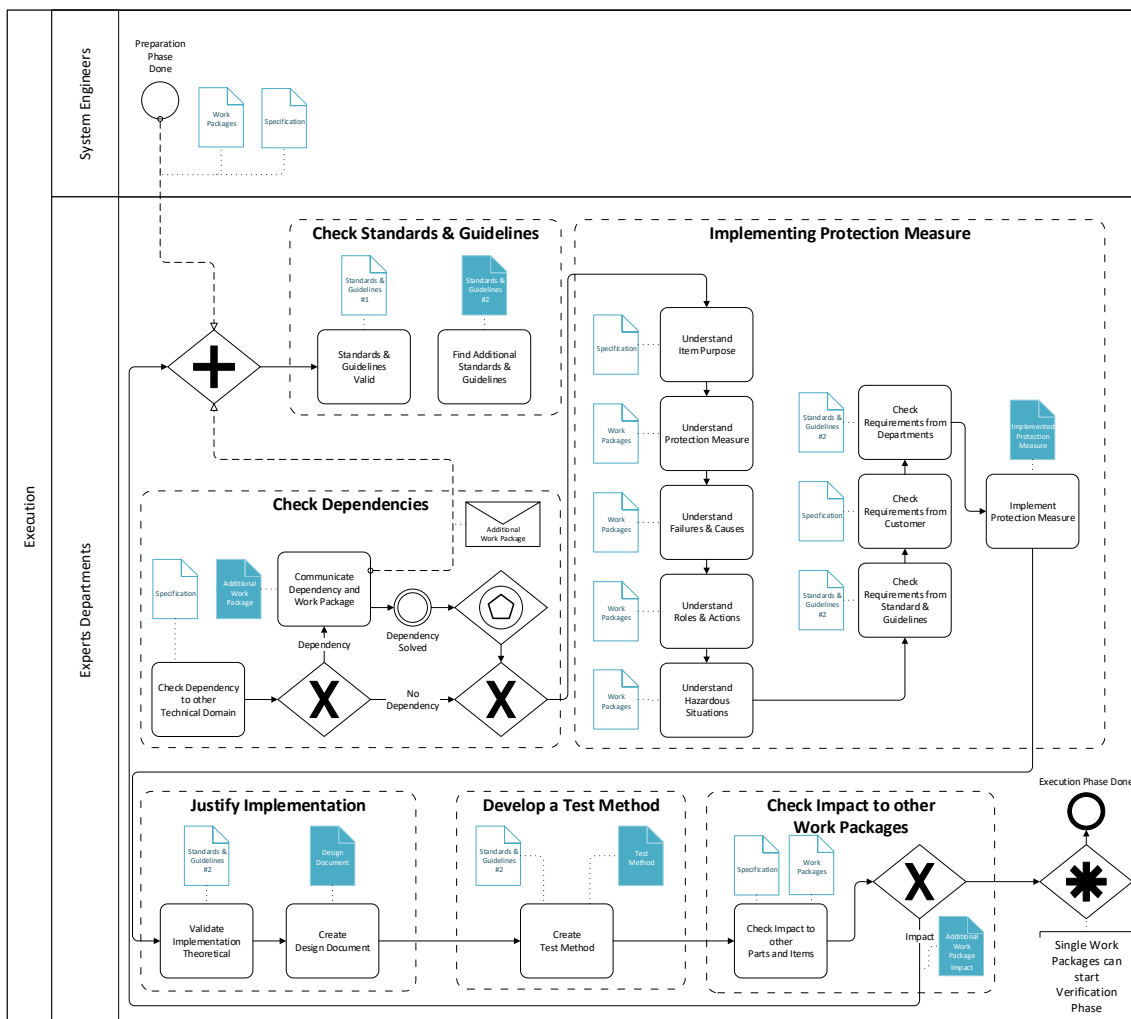 Execution
System Engineers
Preparation
Phase
Done
Work
Packages
Specification
Experts Departments
Check Standards & Guidelines
Standards &
Guidelines
#1
Standards &
Guidelines
#2
Standards &
Guidelines
Valid
Find Additional
Standards &
Guidelines
Implementing Protection Measure
Specification
Understand
Item Purpose
Work
Packages
Understand
Protection Measure
Work
Packages
Understand
Failures & Causes
Work
Packages
Understand
Roles & Actions
Work
Packages
Understand
Hazardous
Situations
Standards &
Guidelines
#2
Check
Requirements from
Departments
Specification
Check
Requirements from
Customer
Standards &
Guidelines
#2
Check
Requirements from
Standard &
Guidelines
Implemented
Protection
Measure
Implement
Protection Measure
Check Dependencies
Additional
Work Package
Specification
Additional
Work
Package
Communicate
Dependency and
Work Package
Dependency
Solved
Dependency
Check Dependency
to other
Technical Domain
X
No
Dependency
X
Justify Implementation
Standards &
Guidelines
#2
Design
Document
Validate
Implementation
Theoretical
Create
Design Document
Develop a Test Method
Standards &
Guidelines
#2
Test
Method
Create
Test Method
Check Impact to other
Work Packages
Specification
Work
Packages
Check Impact to
other
Parts and Items
X
Impact
Additional
Work
Package
Impact
Execution Phase Done
Single Work
Packages can
start
Verification
Phase